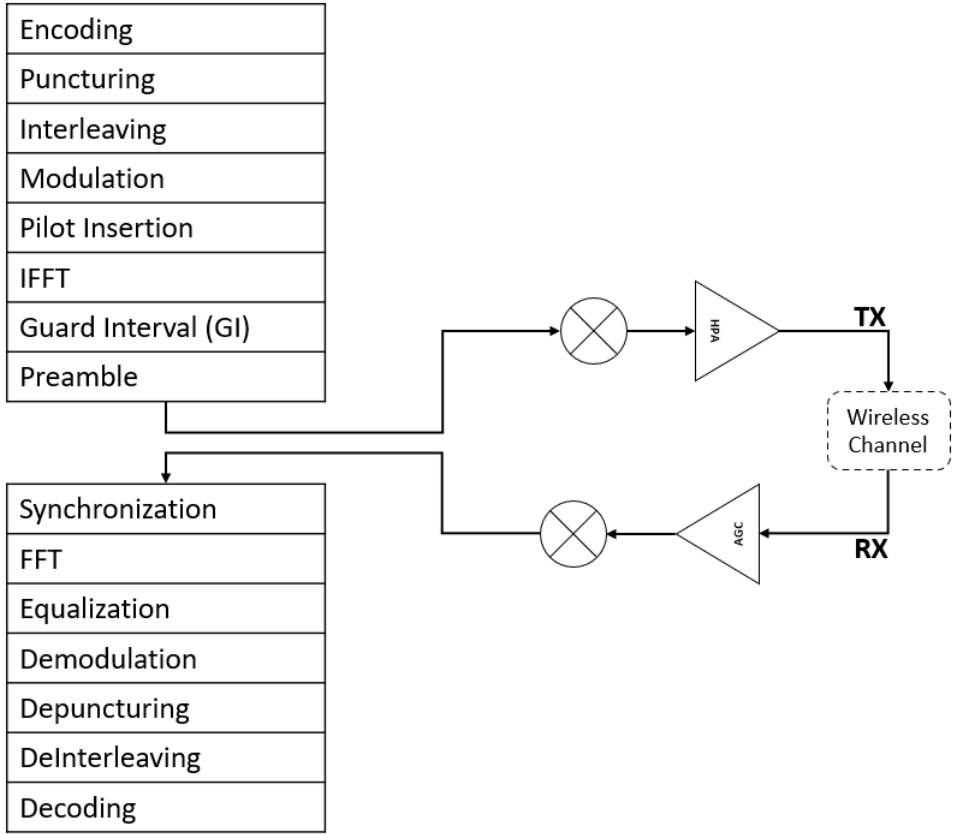 Encoding
Puncturing
Interleaving
Modulation
Pilot Insertion
IFFT
Guard Interval (GI)
Preamble
HPA
TX
Wireless
Channel
AGC
RX
Synchronization
FFT
Equalization
Demodulation
Depuncturing
DeInterleaving
Decoding